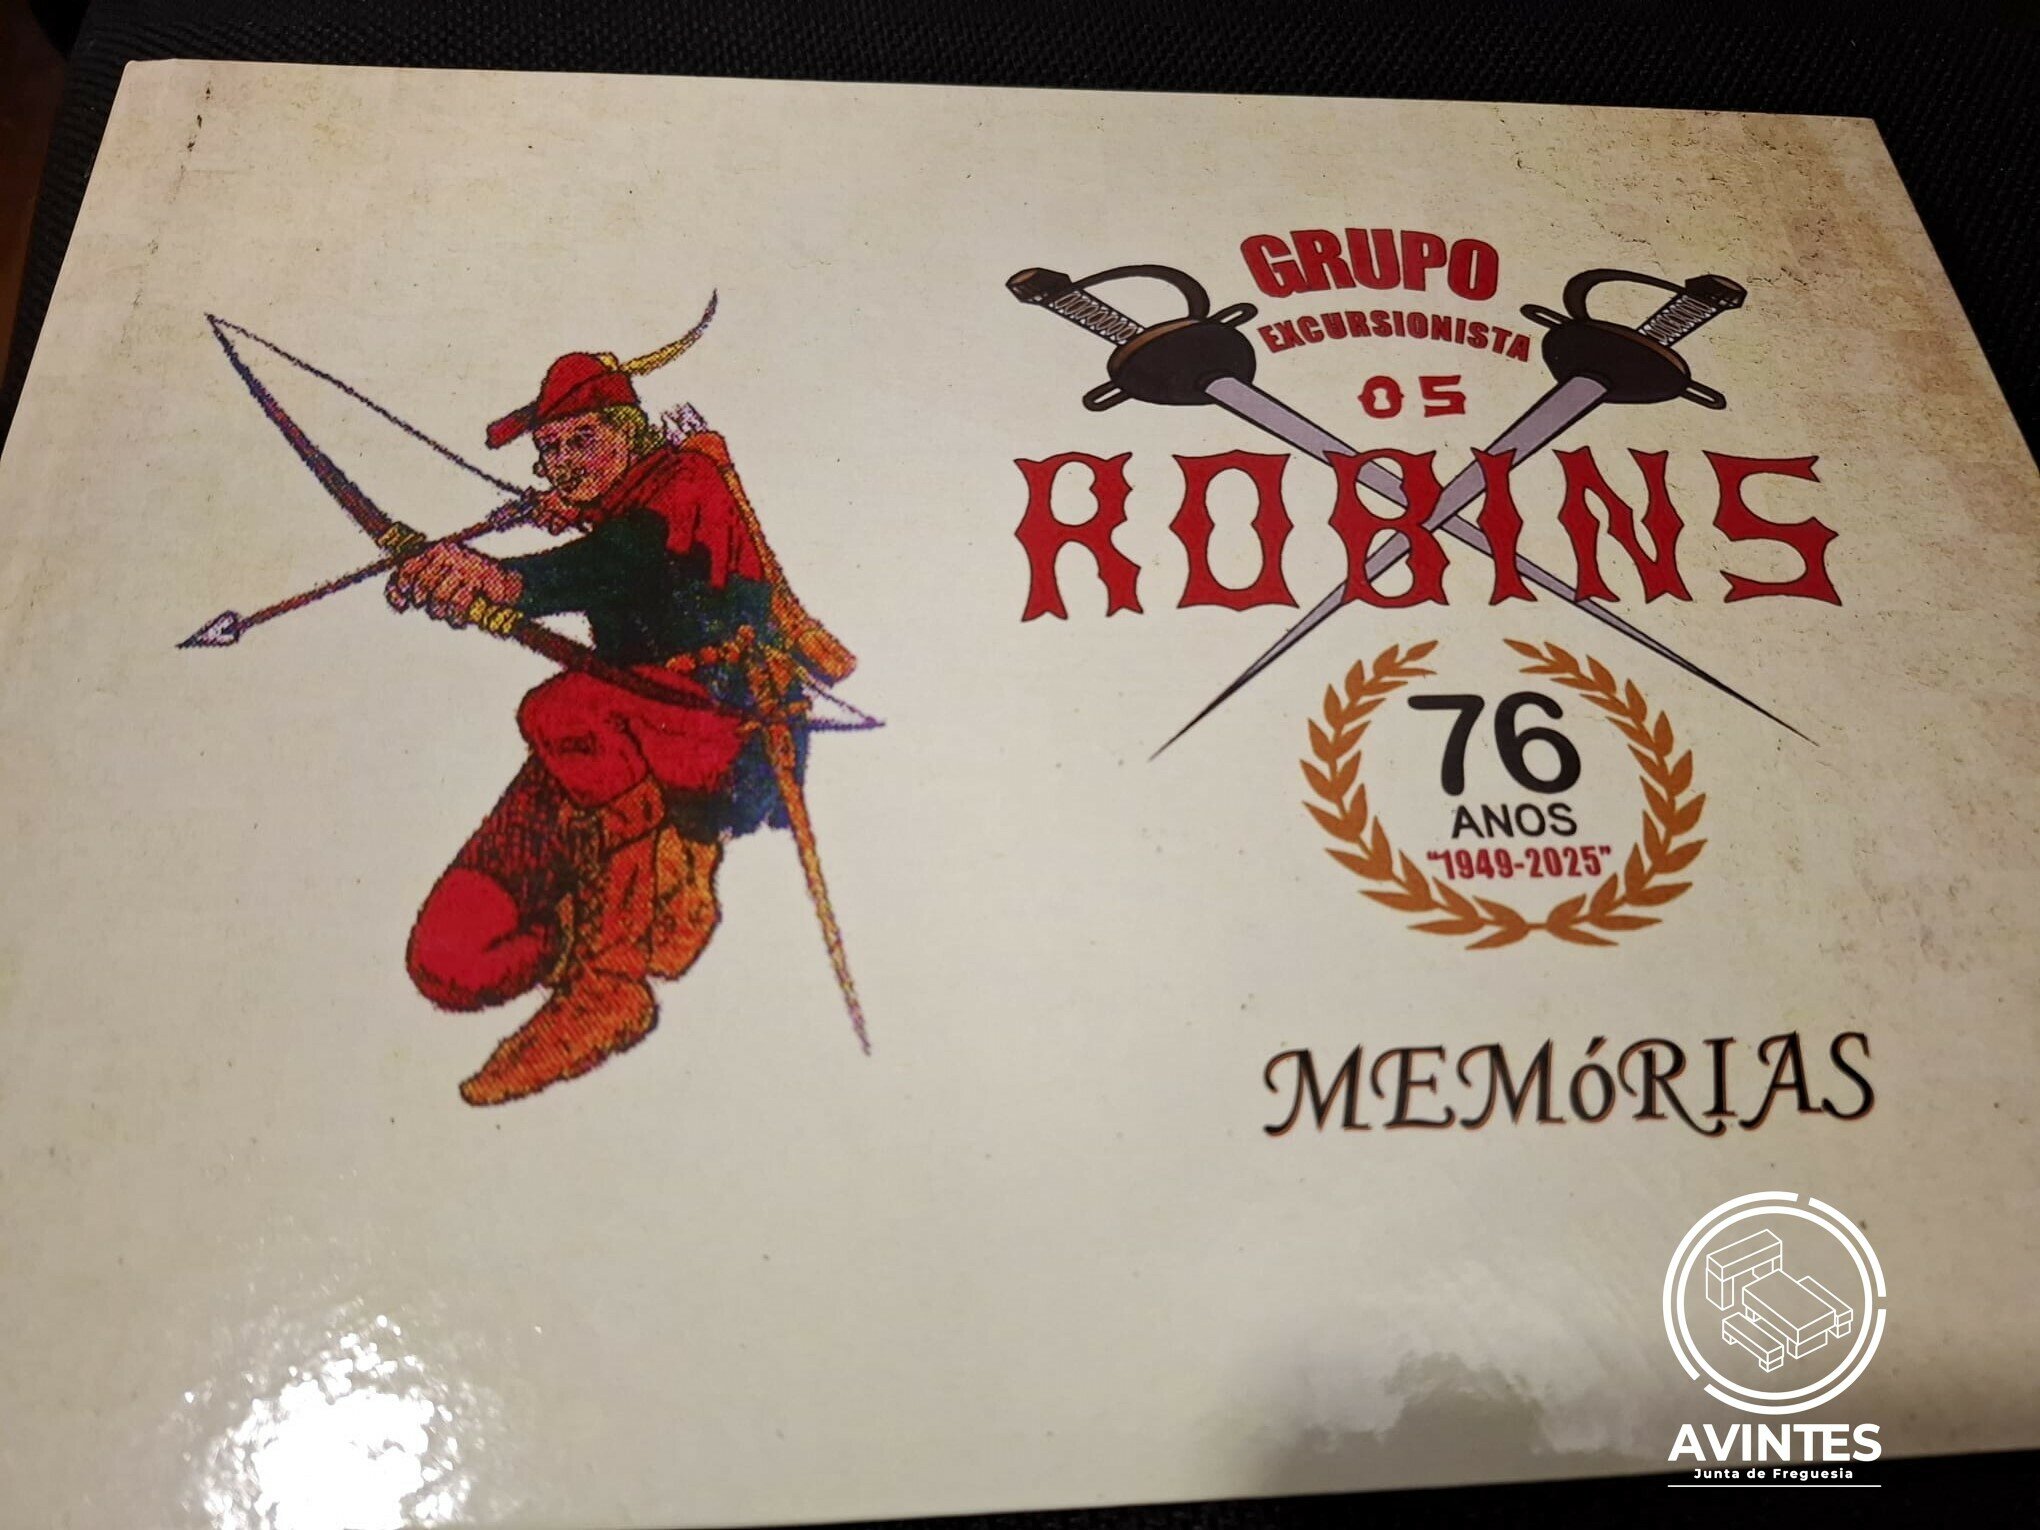 GRUPO
EXCURSIONISTA
OS
ROBINS
76
ANOS
"1949-2025"
MEMóRIAS
AVINTES
Junta de Freguesia